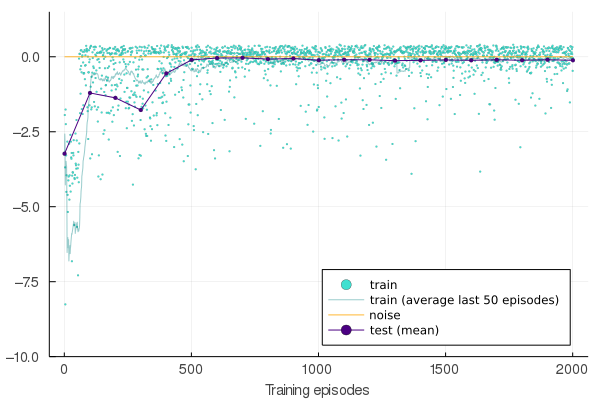 0.0
−2.5
−5.0
−7.5
−10.0
0
500
1000
1500
2000
Training episodes
train
train (average last 50 episodes)
noise
test (mean)